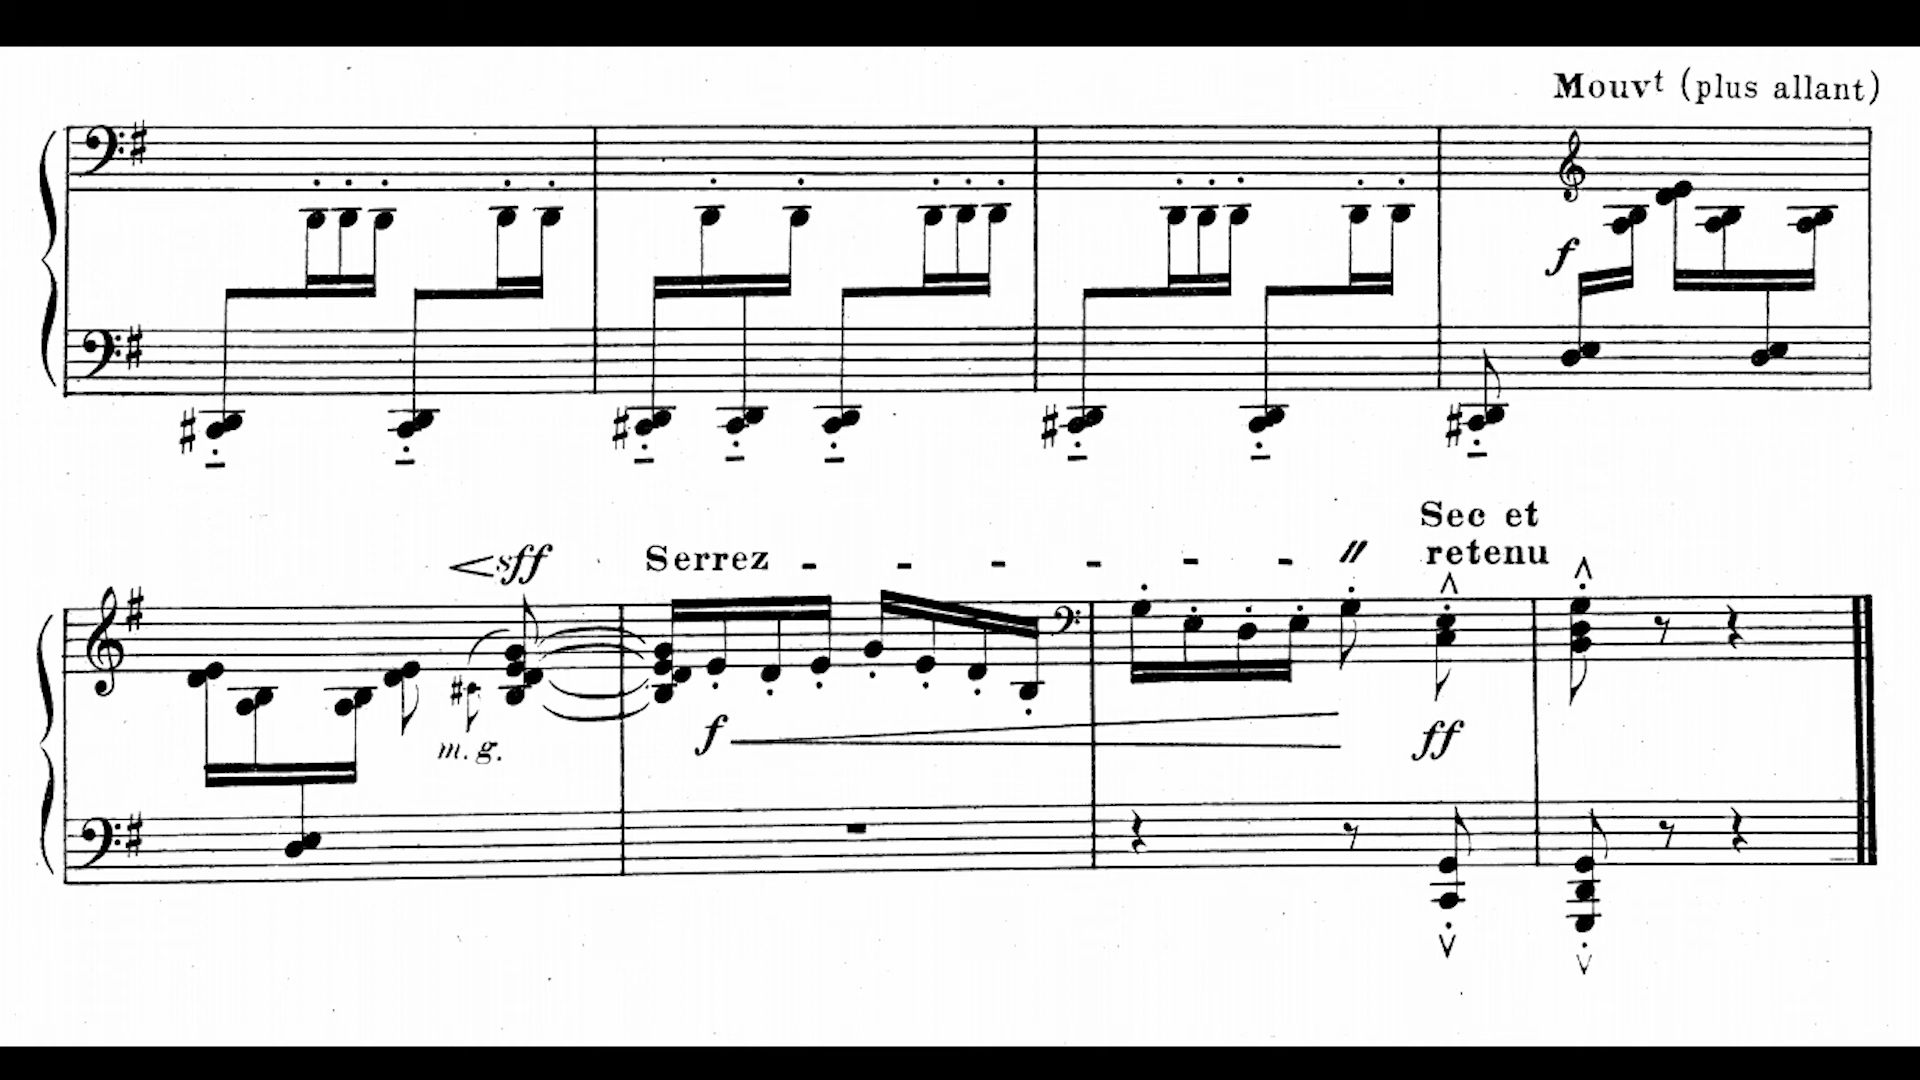 Mouvt (plus allant)
f
sff
Serrez
Sec et
retenu
m. g.
f
ff